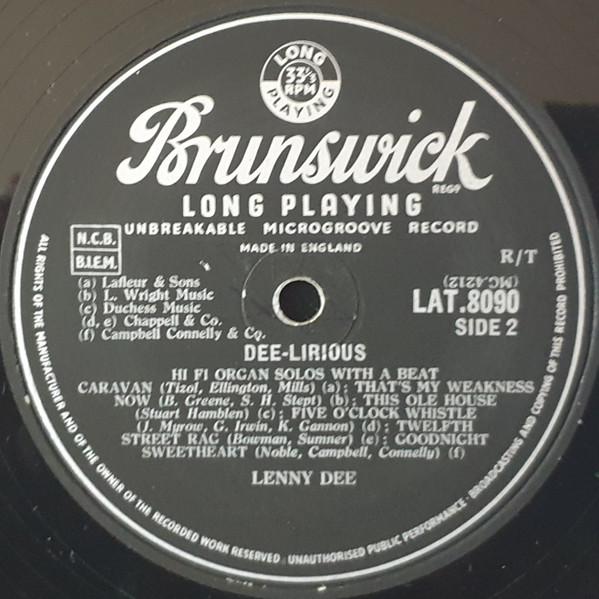 LONG
33⅓
RPM
PLAYING
Brunswick
REGD
LONG PLAYING
UNBREAKABLE MICROGROOVE RECORD
MADE IN ENGLAND
N.C.B.
B.I.E.M.
R/T
(a) Lafleur & Sons
(b) L. Wright Music
(c) Duchess Music
(d, e) Chappell & Co.
(f) Campbell Connelly & Co.
(MG.4212)
LAT.8090
SIDE 2
DEE-LIRIOUS
HI FI ORGAN SOLOS WITH A BEAT
CARAVAN (Tizol, Ellington, Mills) (a); THAT'S MY WEAKNESS
NOW (B. Greene, S. H. Stept) (b); THIS OLE HOUSE
(Stuart Hamblen) (c); FIVE O'CLOCK WHISTLE
(J. Myrow, G. Irwin, K. Gannon) (d); TWELFTH
STREET RAG (Bowman, Sumner) (e); GOODNIGHT
SWEETHEART (Noble, Campbell, Connelly) (f)
LENNY DEE
ALL RIGHTS OF THE MANUFACTURER AND OF THE OWNER OF THE RECORDED WORK RESERVED · UNAUTHORISED PUBLIC PERFORMANCE · BROADCASTING AND COPYING OF THIS RECORD PROHIBITED